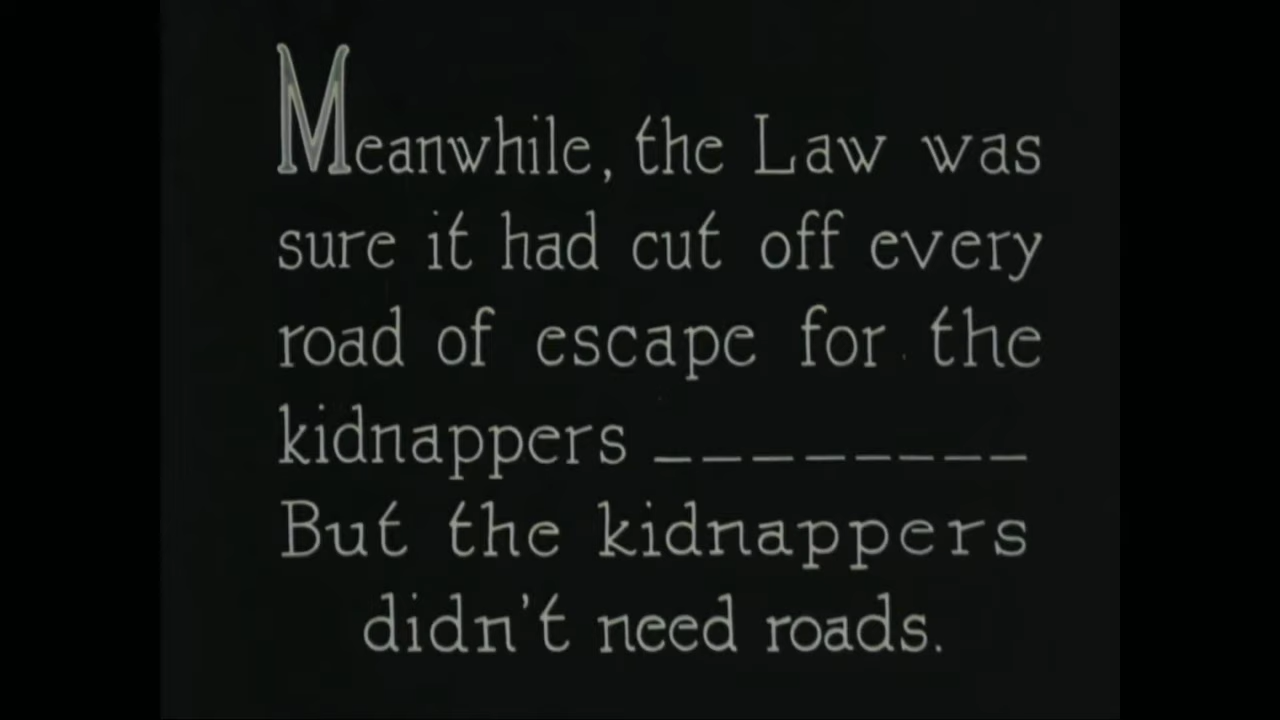 Meanwhile, the Law was
sure it had cut off every
road of escape for the
kidnappers _ _ _ _ _ _ _ _
But the kidnappers
didn't need roads.